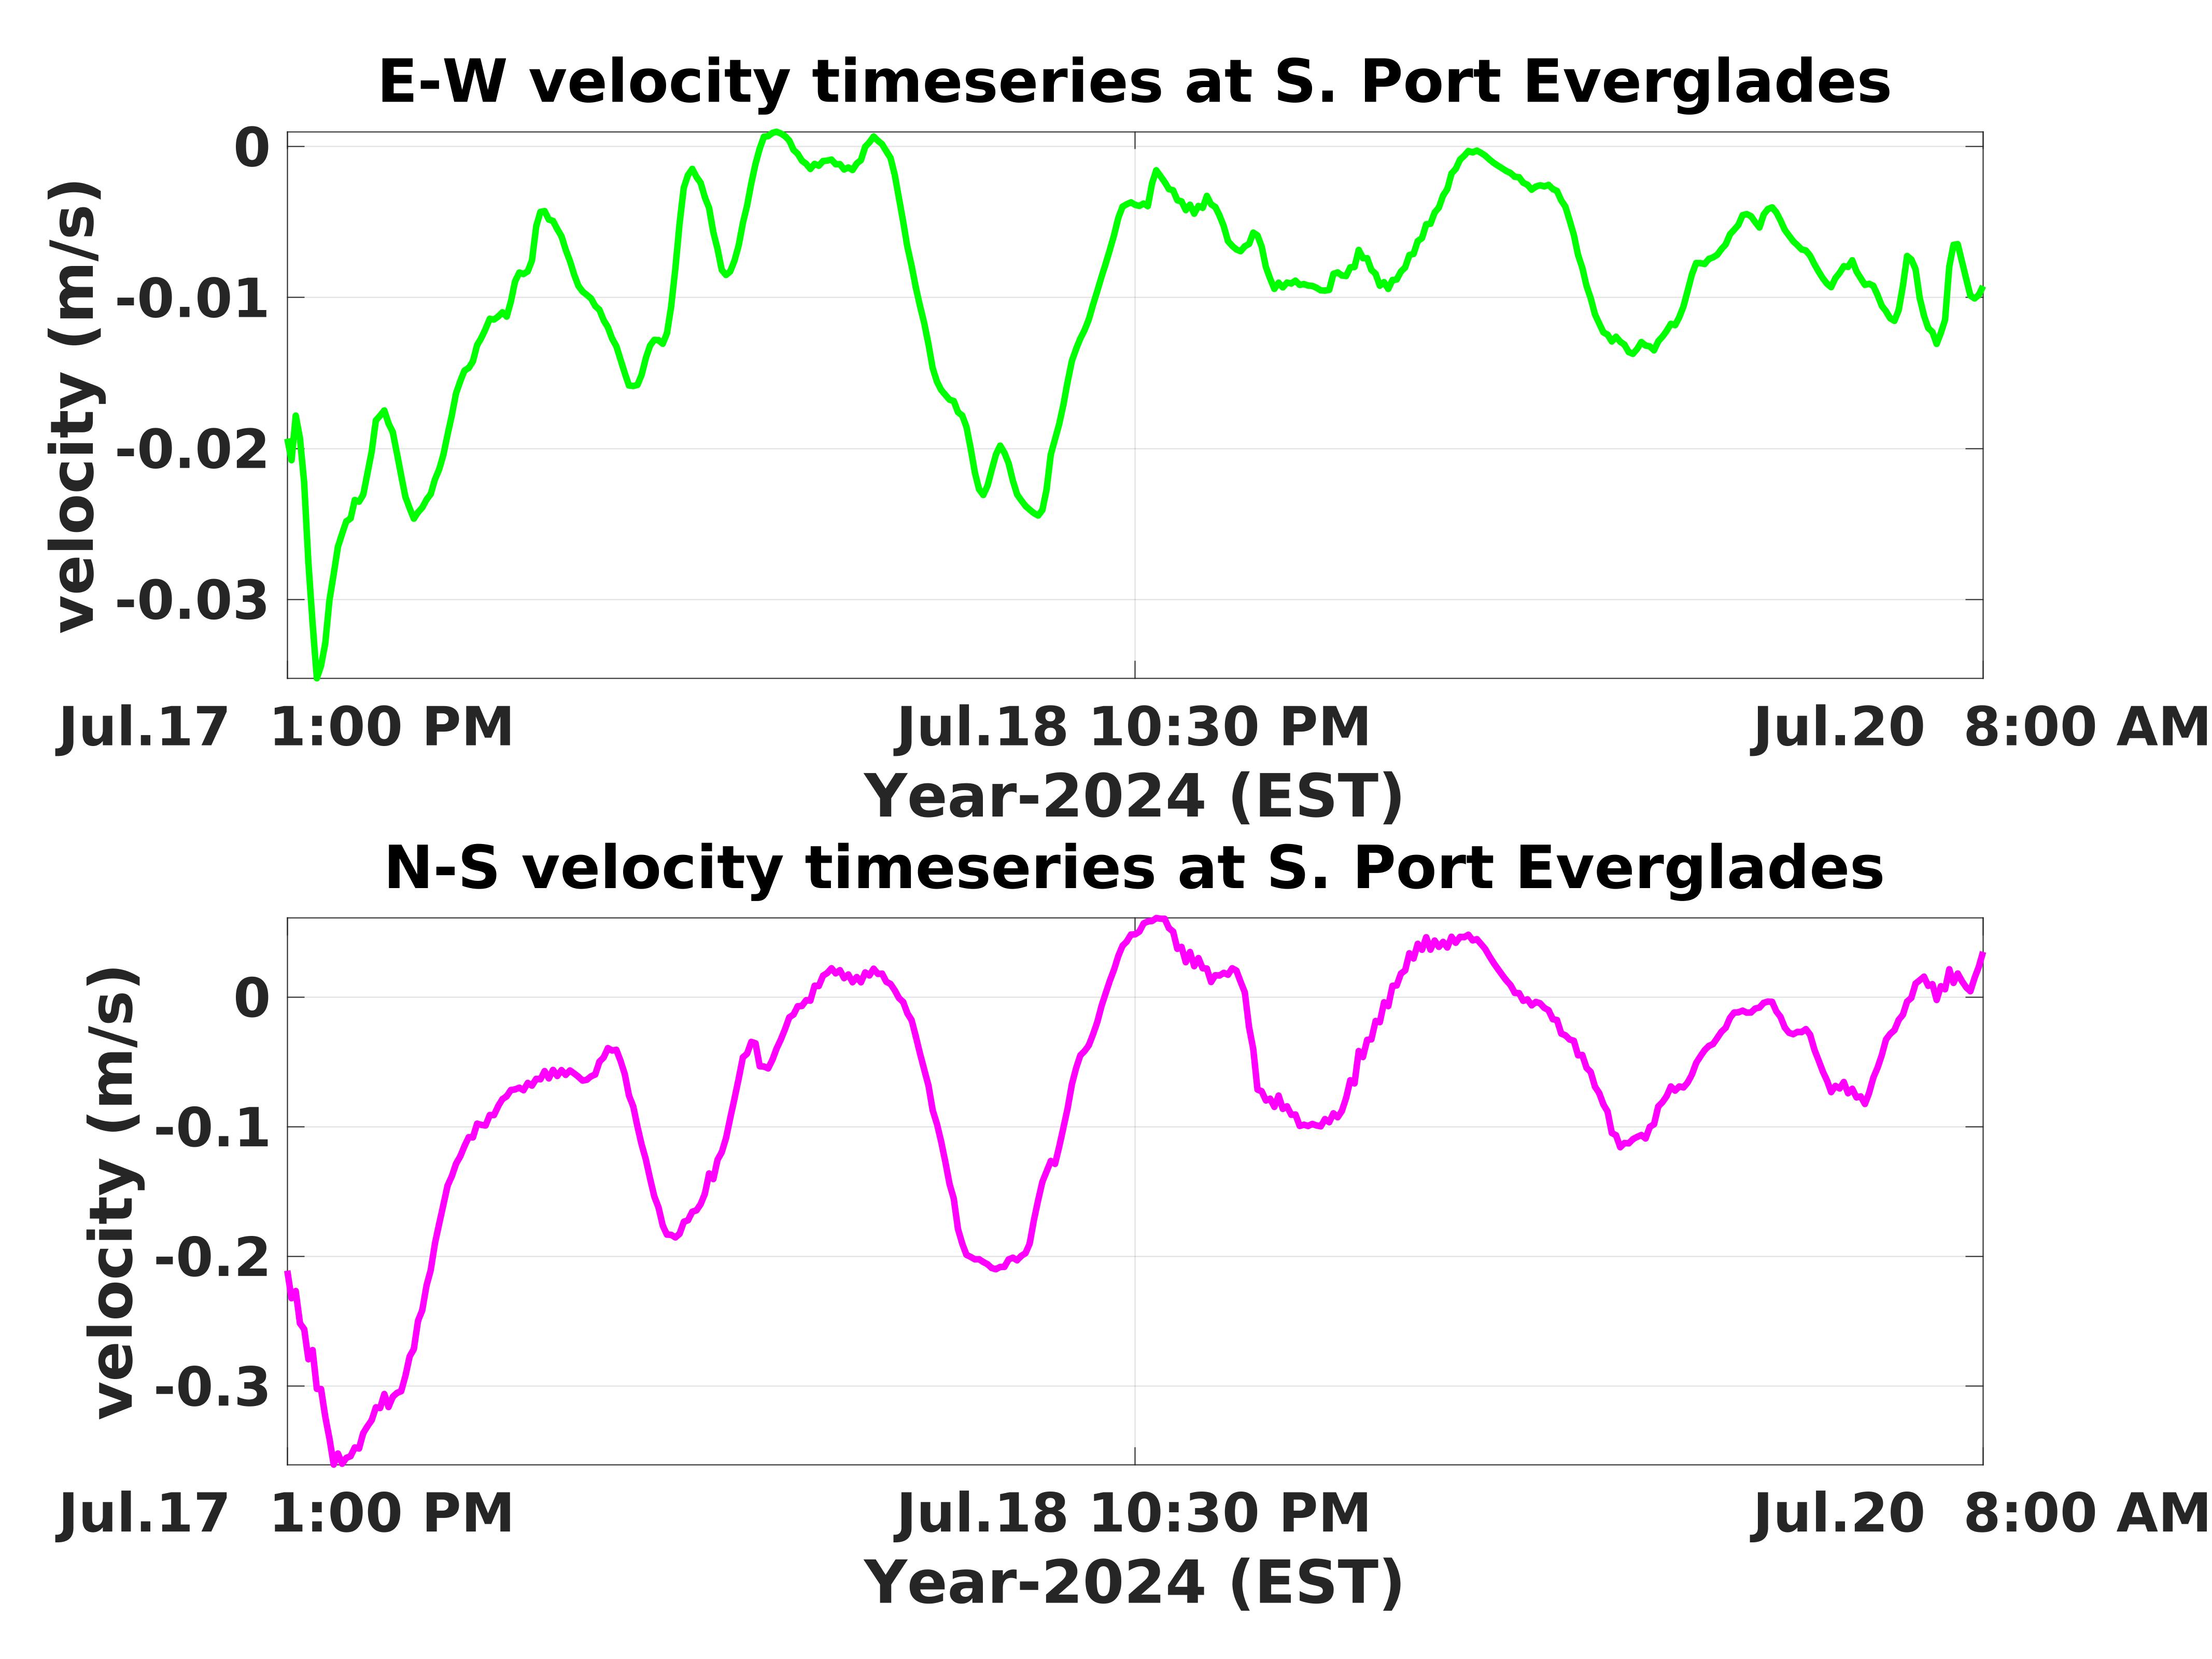 E-W velocity timeseries at S. Port Everglades
velocity (m/s)
0
-0.01
-0.02
-0.03
Jul.17  1:00 PM
Jul.18 10:30 PM
Jul.20  8:00 AM
Year-2024 (EST)
N-S velocity timeseries at S. Port Everglades
velocity (m/s)
0
-0.1
-0.2
-0.3
Jul.17  1:00 PM
Jul.18 10:30 PM
Jul.20  8:00 AM
Year-2024 (EST)